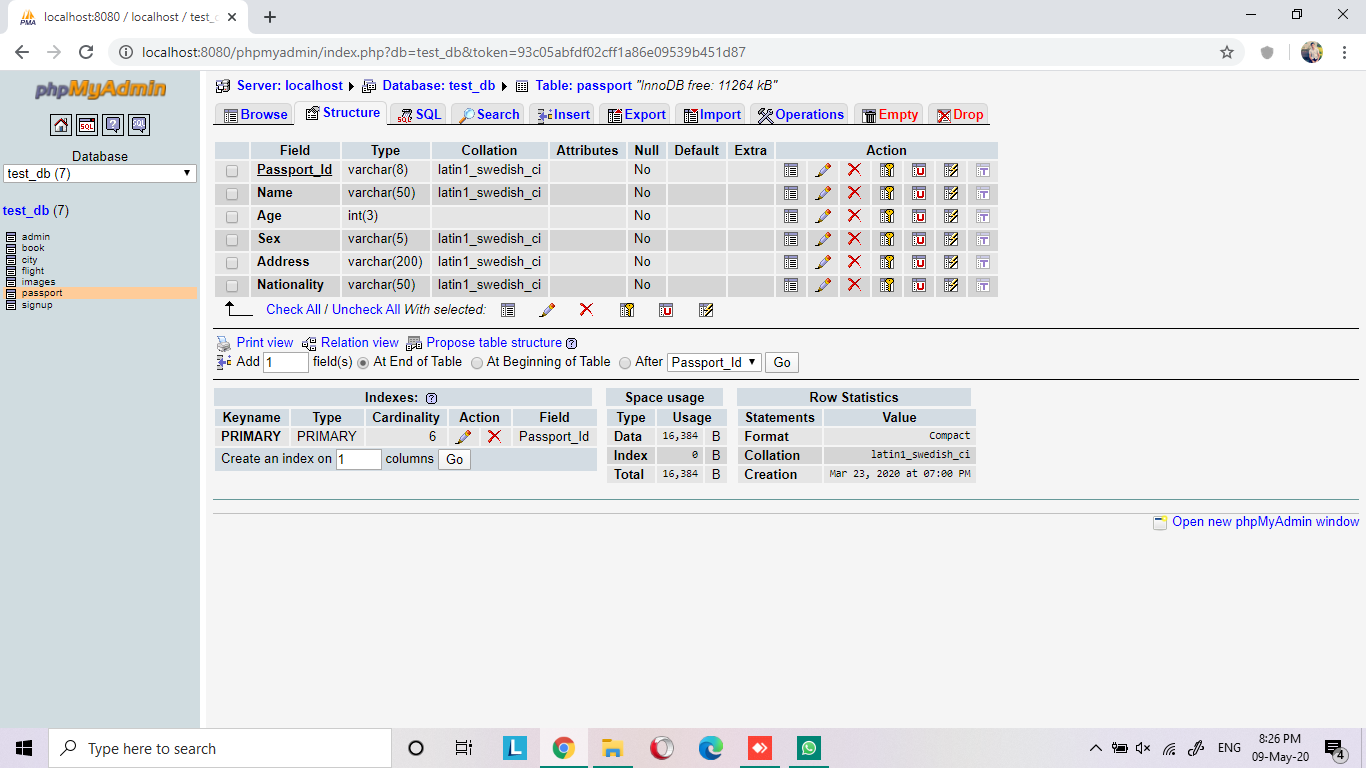 localhost:8080 / localhost / test_
localhost:8080/phpmyadmin/index.php?db=test_db&token=93c05abfdf02cff1a86e09539b451d87
phpMyAdmin
Database
test_db (7)
test_db (7)
admin
book
city
flight
images
passport
signup
Server: localhost Database: test_db Table: passport "InnoDB free: 11264 kB"
Browse Structure SQL Search Insert Export Import Operations Empty Drop
Field Type Collation Attributes Null Default Extra Action
Passport_Id varchar(8) latin1_swedish_ci No
Name varchar(50) latin1_swedish_ci No
Age int(3) No
Sex varchar(5) latin1_swedish_ci No
Address varchar(200) latin1_swedish_ci No
Nationality varchar(50) latin1_swedish_ci No
Check All / Uncheck All With selected:
Print view Relation view Propose table structure
Add 1 field(s) At End of Table At Beginning of Table After Passport_Id Go
Indexes:
Keyname Type Cardinality Action Field
PRIMARY PRIMARY 6 Passport_Id
Create an index on 1 columns Go
Space usage
Type Usage
Data 16,384 B
Index 0 B
Total 16,384 B
Row Statistics
Statements Value
Format Compact
Collation latin1_swedish_ci
Creation Mar 23, 2020 at 07:00 PM
Open new phpMyAdmin window
Type here to search
ENG
8:26 PM
09-May-20
4